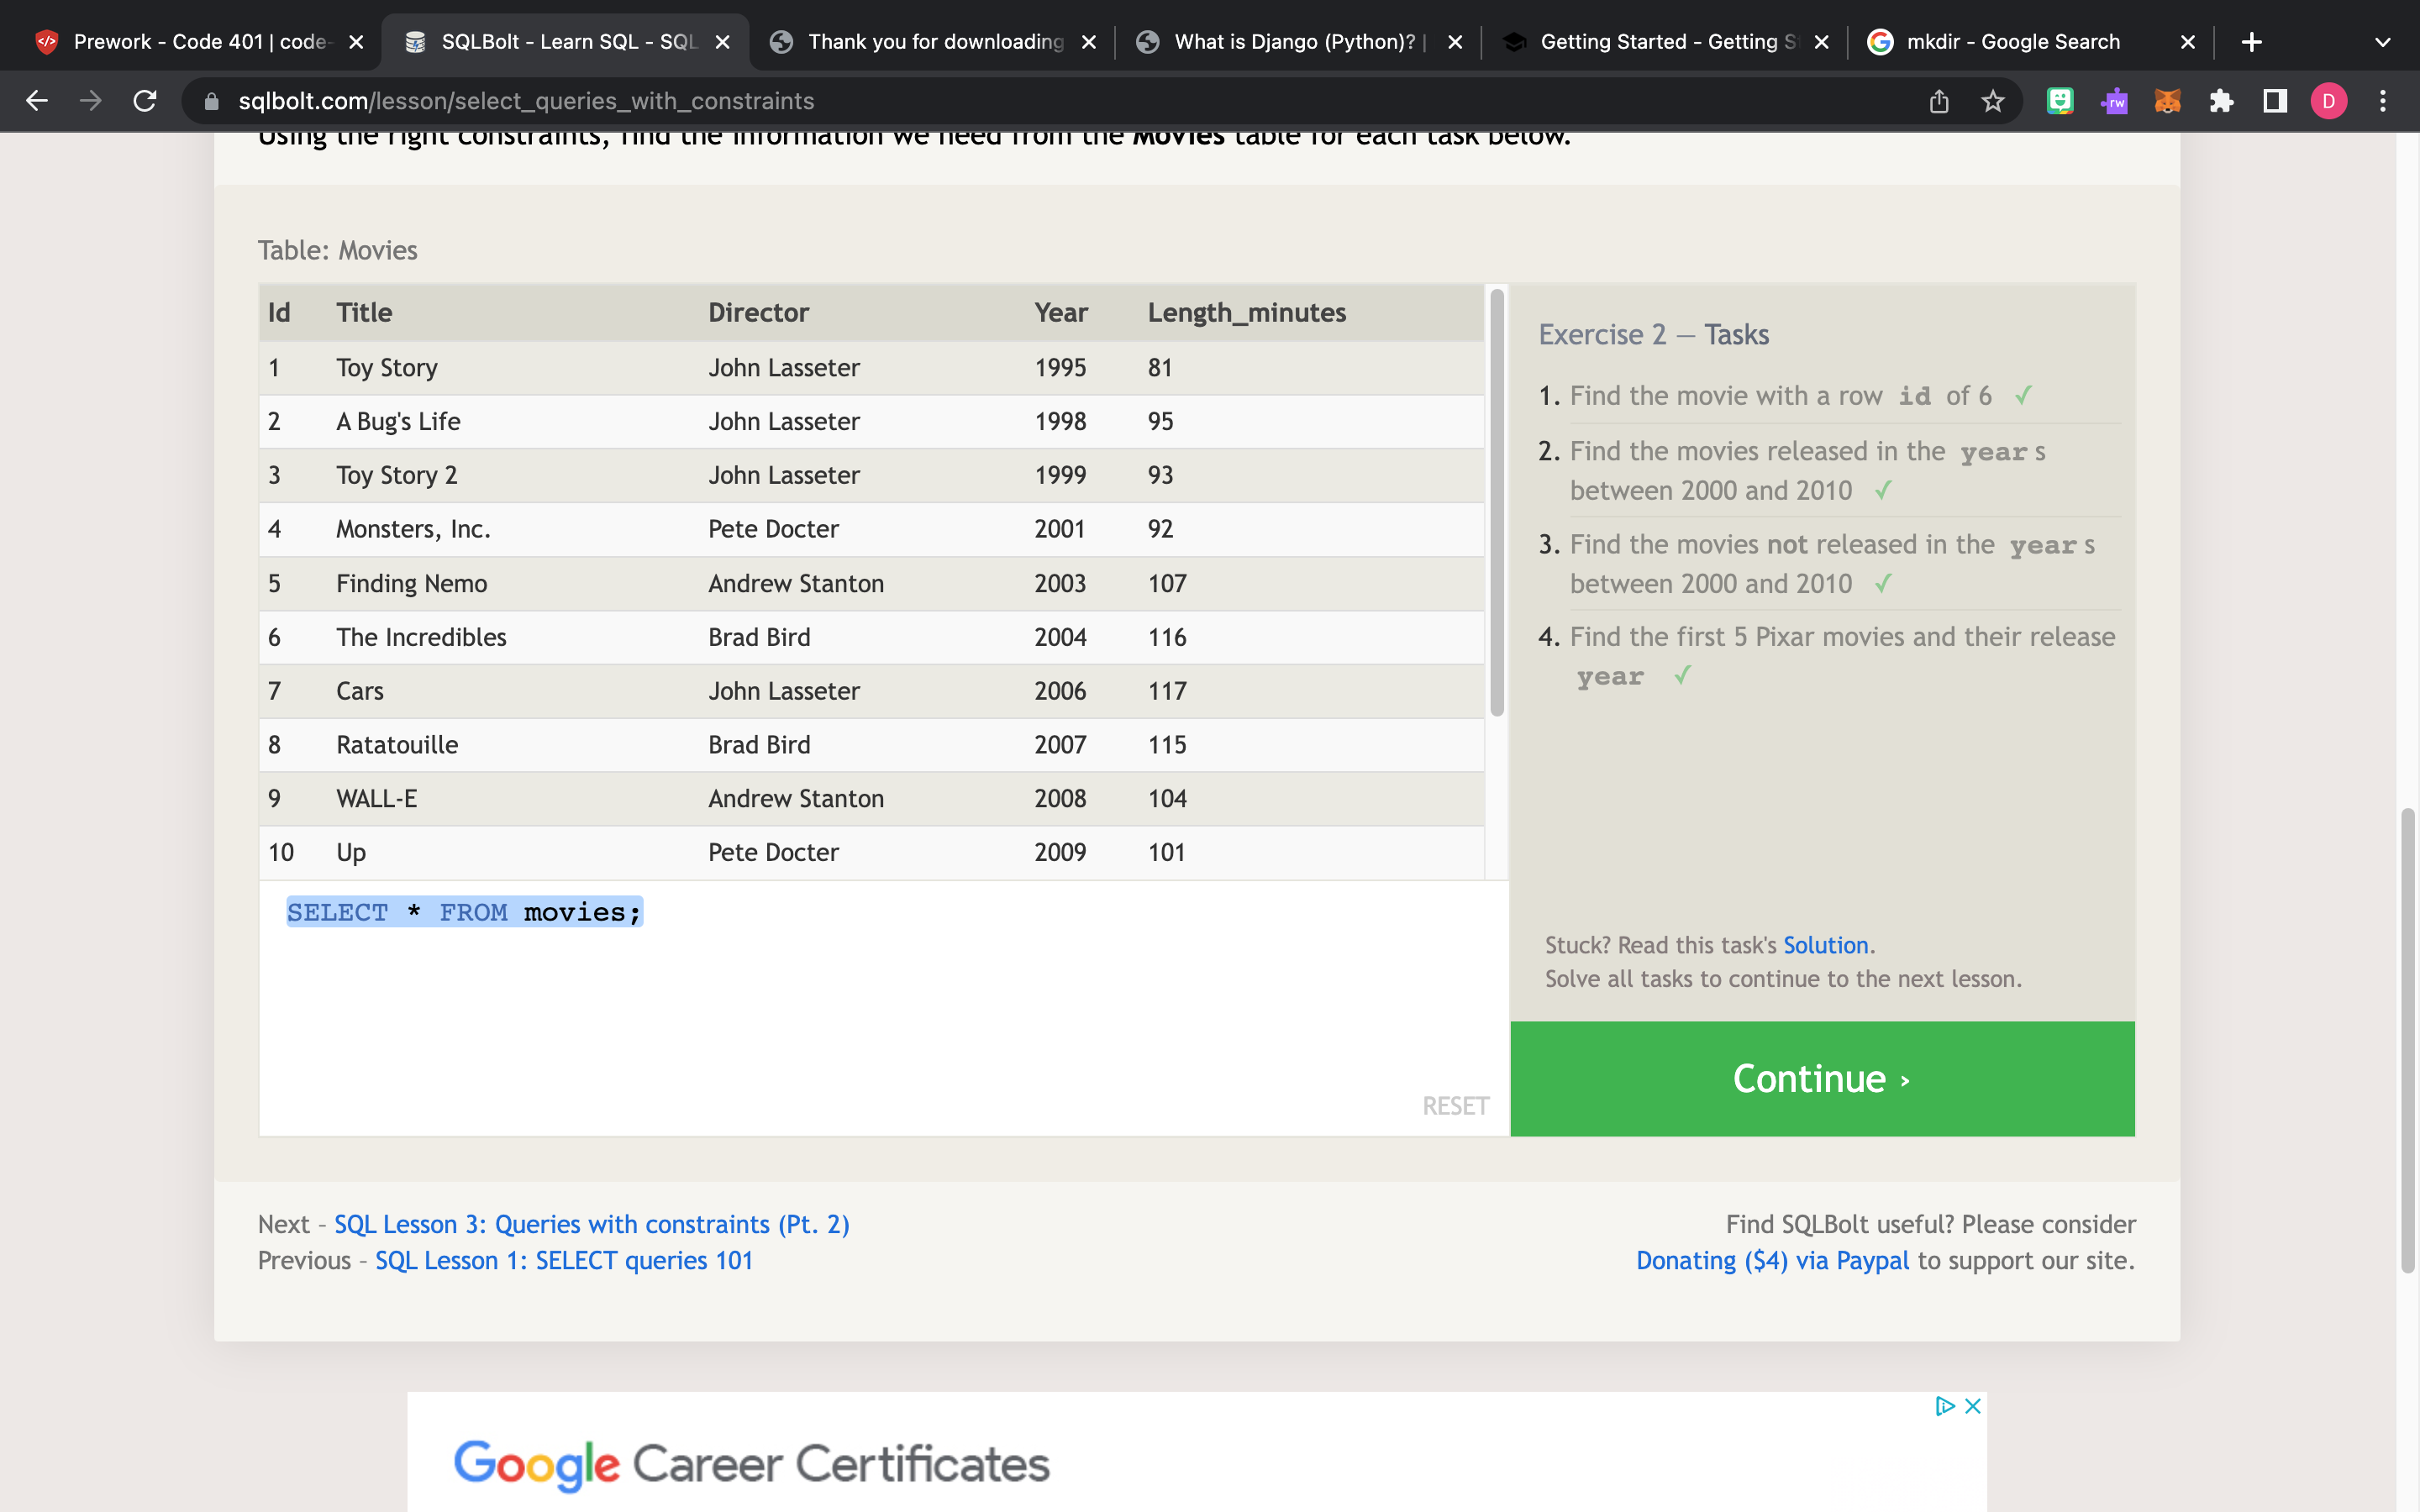 Prework - Code 401 | code-
SQLBolt - Learn SQL - SQL
Thank you for downloading
What is Django (Python)? |
Getting Started - Getting S
mkdir - Google Search
sqlbolt.com/lesson/select_queries_with_constraints
rw
D
Using the right constraints, find the information we need from the Movies table for each task below.
Table: Movies
Id Title Director Year Length_minutes
1 Toy Story John Lasseter 1995 81
2 A Bug's Life John Lasseter 1998 95
3 Toy Story 2 John Lasseter 1999 93
4 Monsters, Inc. Pete Docter 2001 92
5 Finding Nemo Andrew Stanton 2003 107
6 The Incredibles Brad Bird 2004 116
7 Cars John Lasseter 2006 117
8 Ratatouille Brad Bird 2007 115
9 WALL-E Andrew Stanton 2008 104
10 Up Pete Docter 2009 101
SELECT * FROM movies;
RESET
Exercise 2 — Tasks
1. Find the movie with a row id of 6 ✓
2. Find the movies released in the year s
between 2000 and 2010 ✓
3. Find the movies not released in the year s
between 2000 and 2010 ✓
4. Find the first 5 Pixar movies and their release
year ✓
Stuck? Read this task's Solution.
Solve all tasks to continue to the next lesson.
Continue ›
Next – SQL Lesson 3: Queries with constraints (Pt. 2)
Previous – SQL Lesson 1: SELECT queries 101
Find SQLBolt useful? Please consider
Donating ($4) via Paypal to support our site.
Google Career Certificates